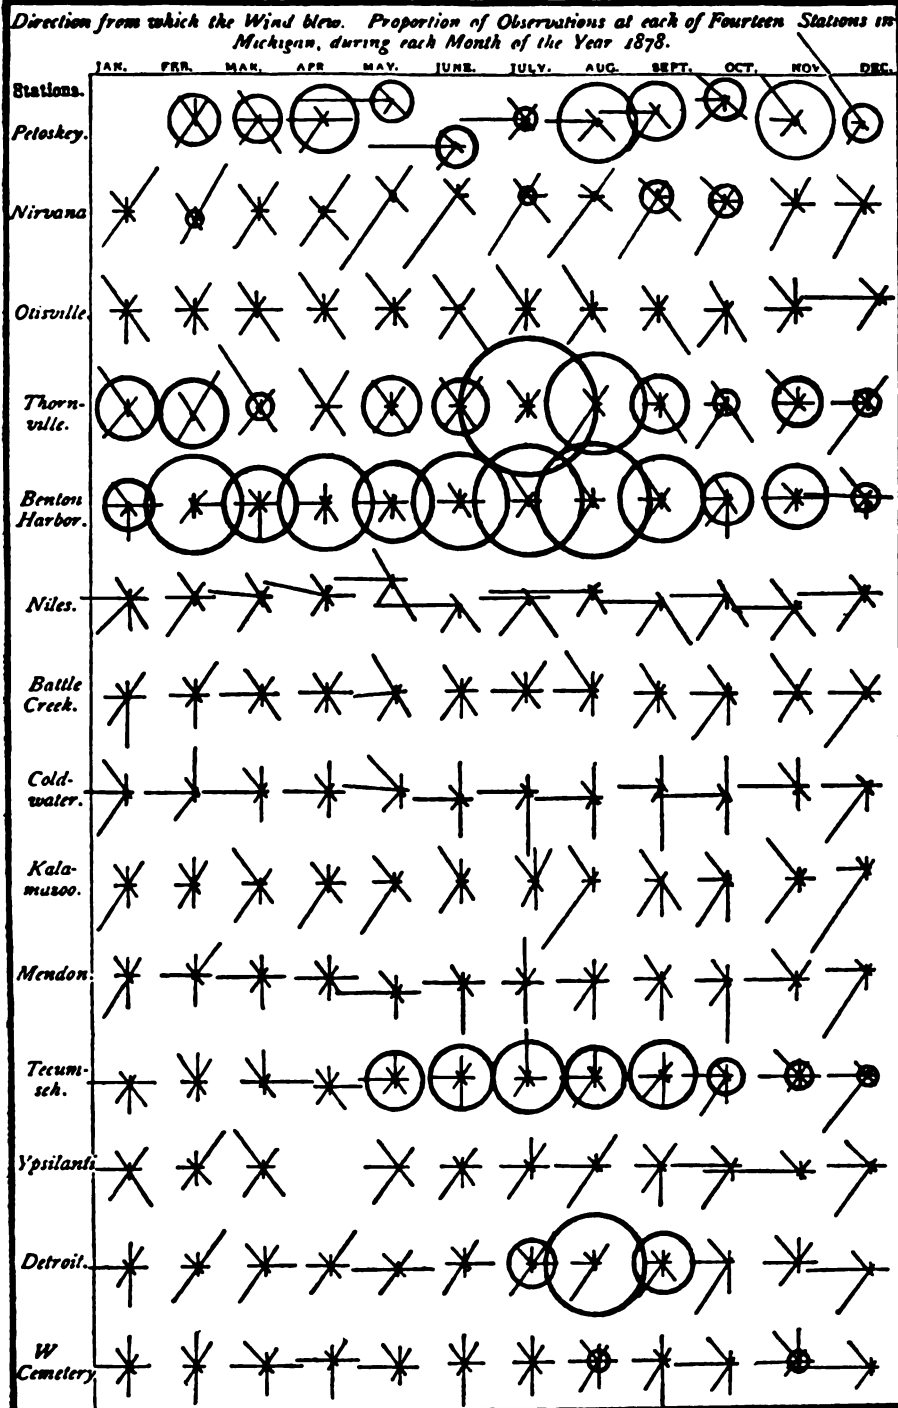 Direction from which the Wind blew. Proportion of Observations at each of Fourteen Stations in
Michigan, during each Month of the Year 1878.
JAN. FEB. MAR. APR MAY. JUNE. JULY. AUG. SEPT. OCT. NOV DEC.
Stations.
Petoskey.
Nirvana
Otisville.
Thorn-
ville.
Benton
Harbor.
Niles.
Battle
Creek.
Cold-
water.
Kala-
mazoo.
Mendon.
Tecum-
seh.
Ypsilanti
Detroit.
W
Cemetery